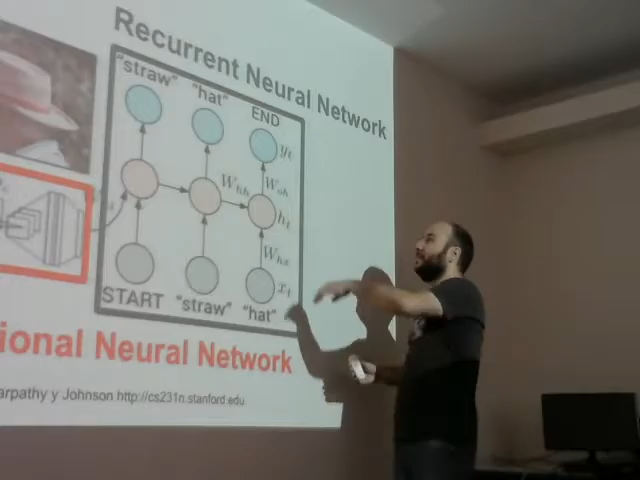 Recurrent Neural Network
"straw" "hat" END
y_t
W_hh W_oh
h_t
W_hx
x_t
START "straw" "hat"
ional Neural Network
arpathy y Johnson http://cs231n.stanford.edu